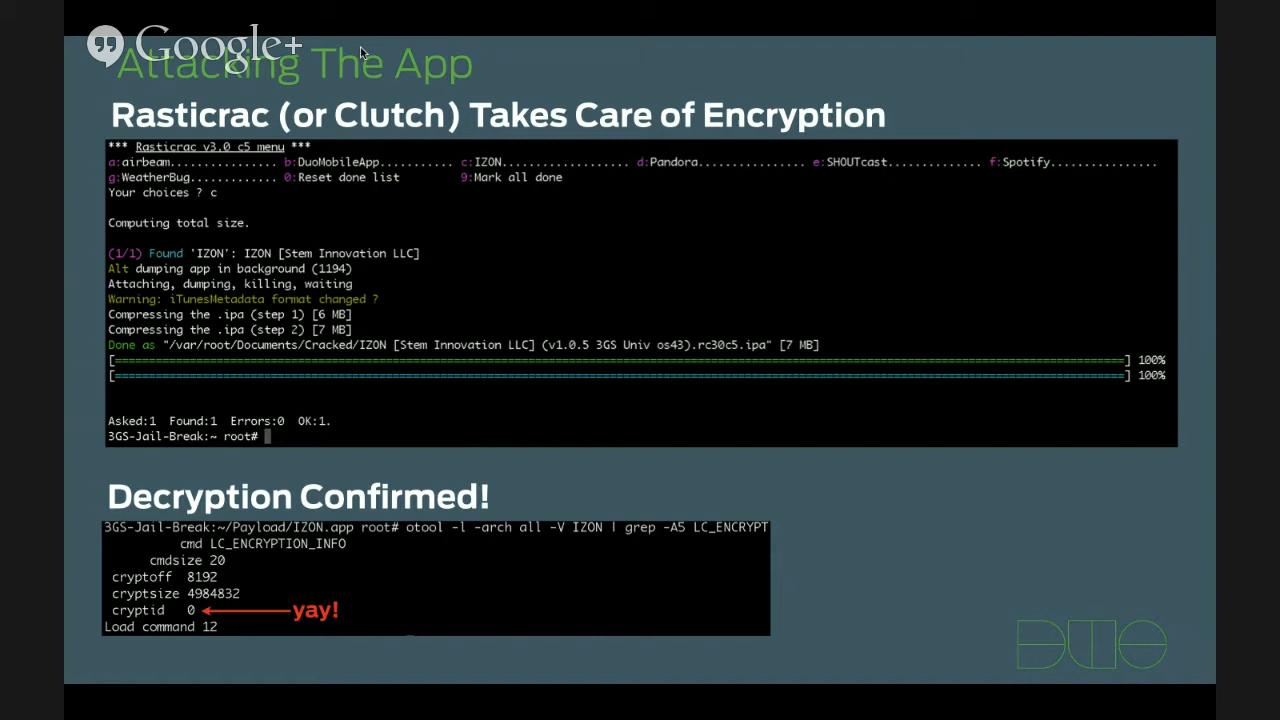 Google+
Attacking The App
Rasticrac (or Clutch) Takes Care of Encryption
*** Rasticrac v3.0 c5 menu ***
a:airbeam................ b:DuoMobileApp........... c:IZON................... d:Pandora................ e:SHOUTcast.............. f:Spotify................
g:WeatherBug............. 0:Reset done list 9:Mark all done
Your choices ? c
Computing total size.
(1/1) Found 'IZON': IZON [Stem Innovation LLC]
Alt dumping app in background (1194)
Attaching, dumping, killing, waiting
Warning: iTunesMetadata format changed ?
Compressing the .ipa (step 1) [6 MB]
Compressing the .ipa (step 2) [7 MB]
Done as "/var/root/Documents/Cracked/IZON [Stem Innovation LLC] (v1.0.5 3GS Univ os43).rc30c5.ipa" [7 MB]
[====================================================================================] 100%
[====================================================================================] 100%
Asked:1 Found:1 Errors:0 OK:1.
3GS-Jail-Break:~ root#
Decryption Confirmed!
3GS-Jail-Break:~/Payload/IZON.app root# otool -l -arch all -V IZON | grep -A5 LC_ENCRYPT
cmd LC_ENCRYPTION_INFO
cmdsize 20
cryptoff 8192
cryptsize 4984832
cryptid 0 yay!
Load command 12
DUO